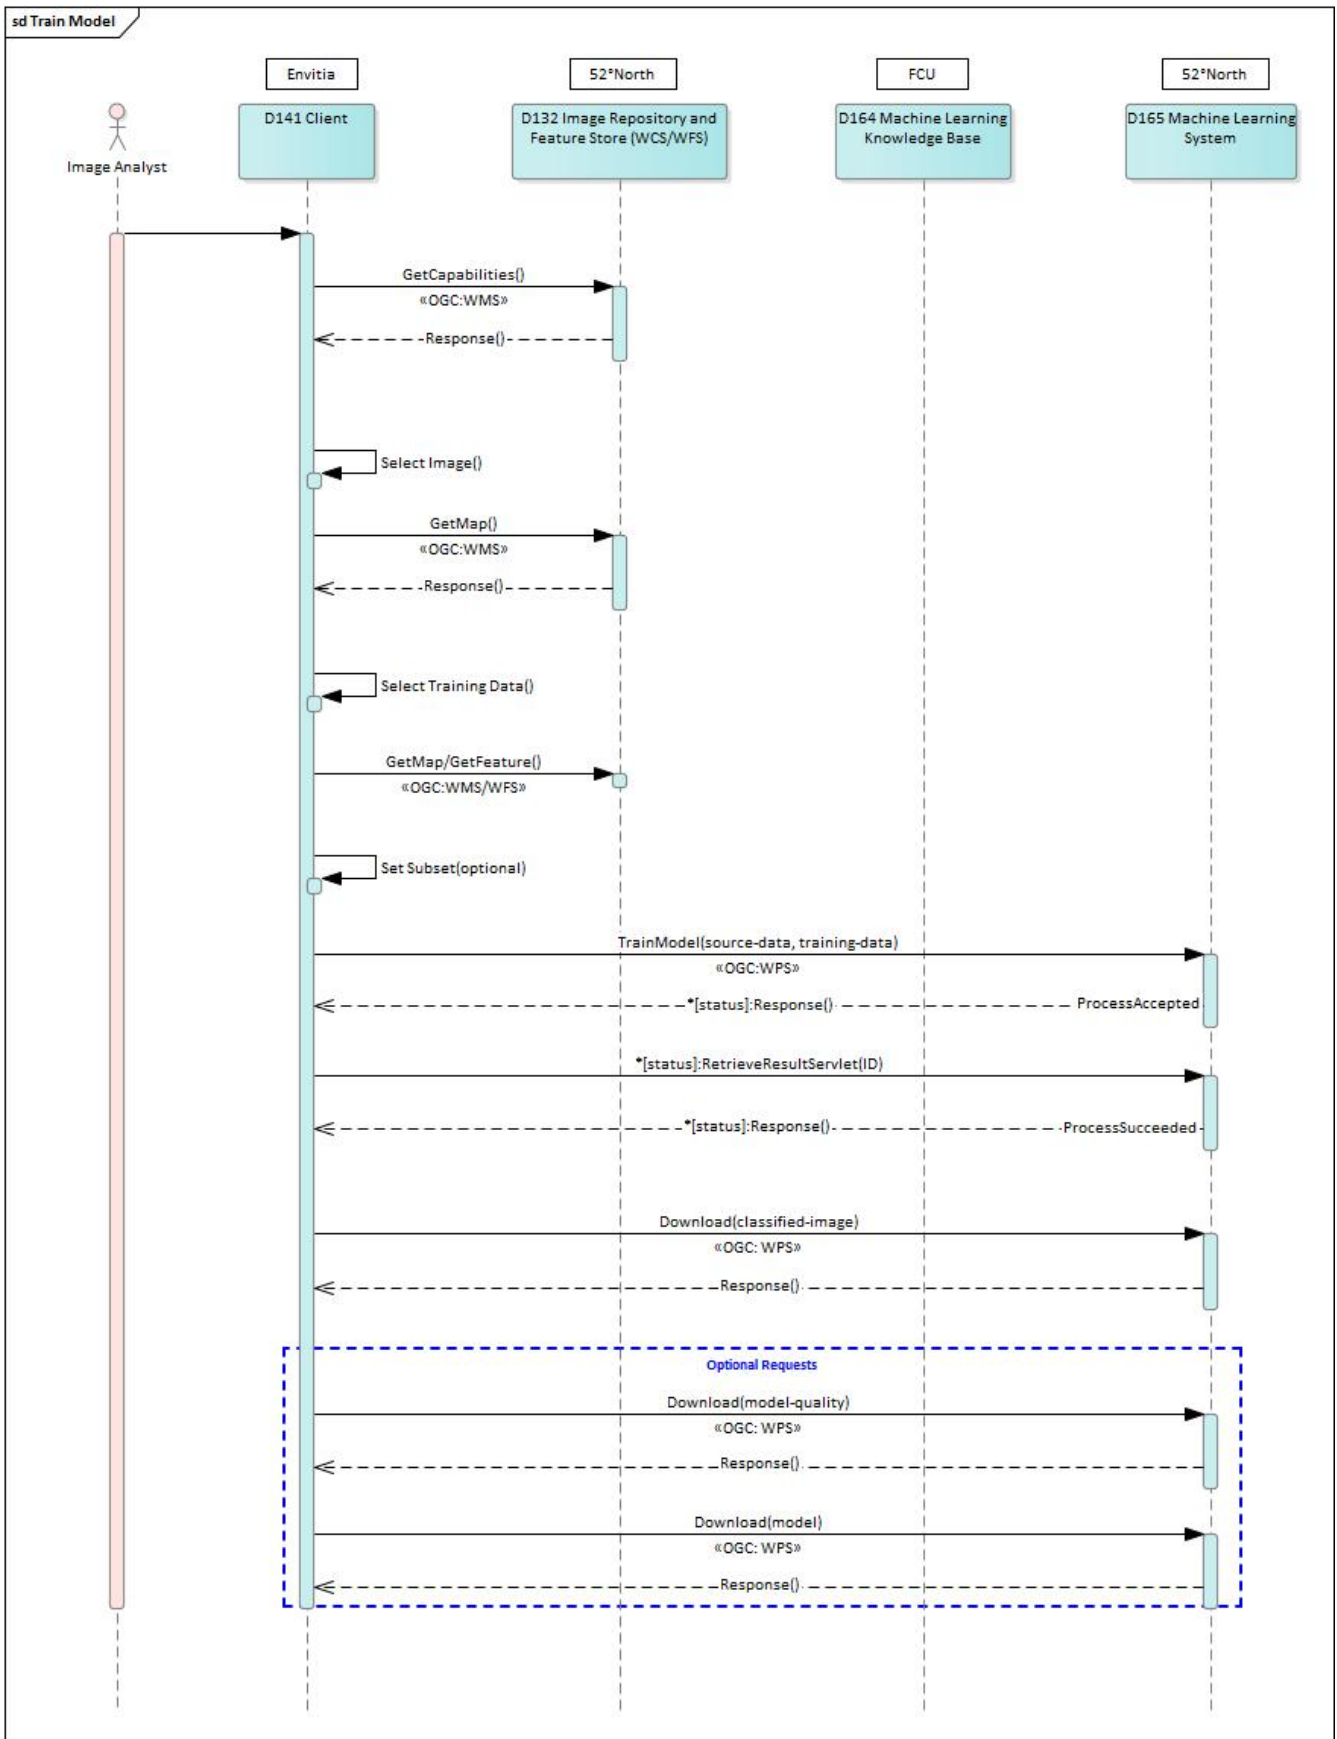 sd Train Model
Envitia
52°North
FCU
52°North
D141 Client
D132 Image Repository and
Feature Store (WCS/WFS)
D164 Machine Learning
Knowledge Base
D165 Machine Learning
System
Image Analyst
GetCapabilities()
«OGC:WMS»
Response()
Select Image()
GetMap()
«OGC:WMS»
Response()
Select Training Data()
GetMap/GetFeature()
«OGC:WMS/WFS»
Set Subset(optional)
TrainModel(source-data, training-data)
«OGC:WPS»
*[status]:Response()
ProcessAccepted
*[status]:RetrieveResultServlet(ID)
*[status]:Response()
ProcessSucceeded
Download(classified-image)
«OGC: WPS»
Response()
Optional Requests
Download(model-quality)
«OGC: WPS»
Response()
Download(model)
«OGC: WPS»
Response()